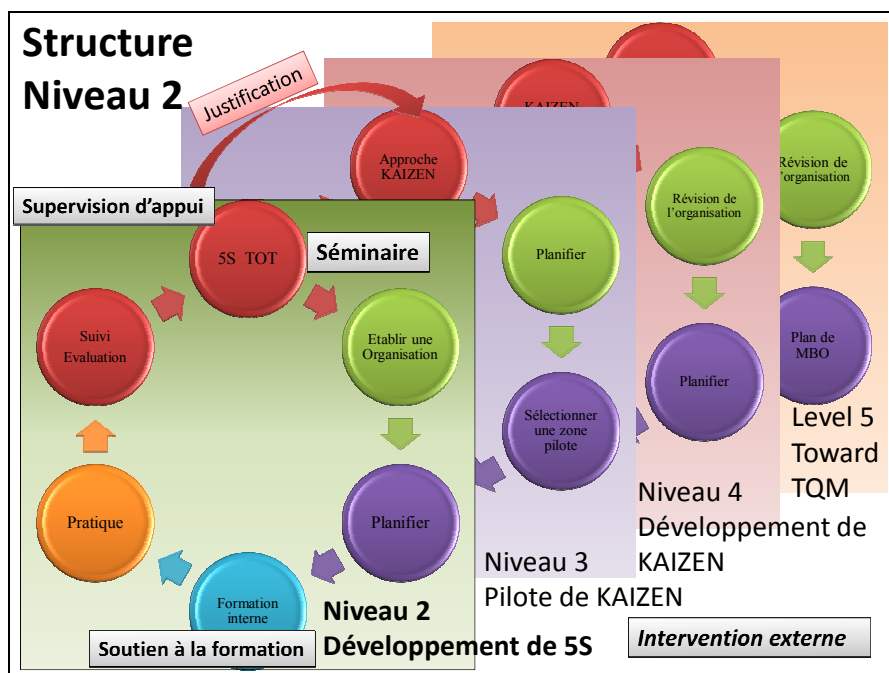 Structure
Niveau 2
Justification
Supervision d'appui
5S TOT
Séminaire
Etablir une
Organisation
Planifier
Formation
interne
Soutien à la formation
Pratique
Suivi
Evaluation
Niveau 2
Développement de 5S
Approche
KAIZEN
Planifier
Sélectionner
une zone
pilote
Niveau 3
Pilote de KAIZEN
KAIZEN
Révision de
l'organisation
Planifier
Niveau 4
Développement de
KAIZEN
Révision de
l'organisation
Plan de
MBO
Level 5
Toward
TQM
Intervention externe